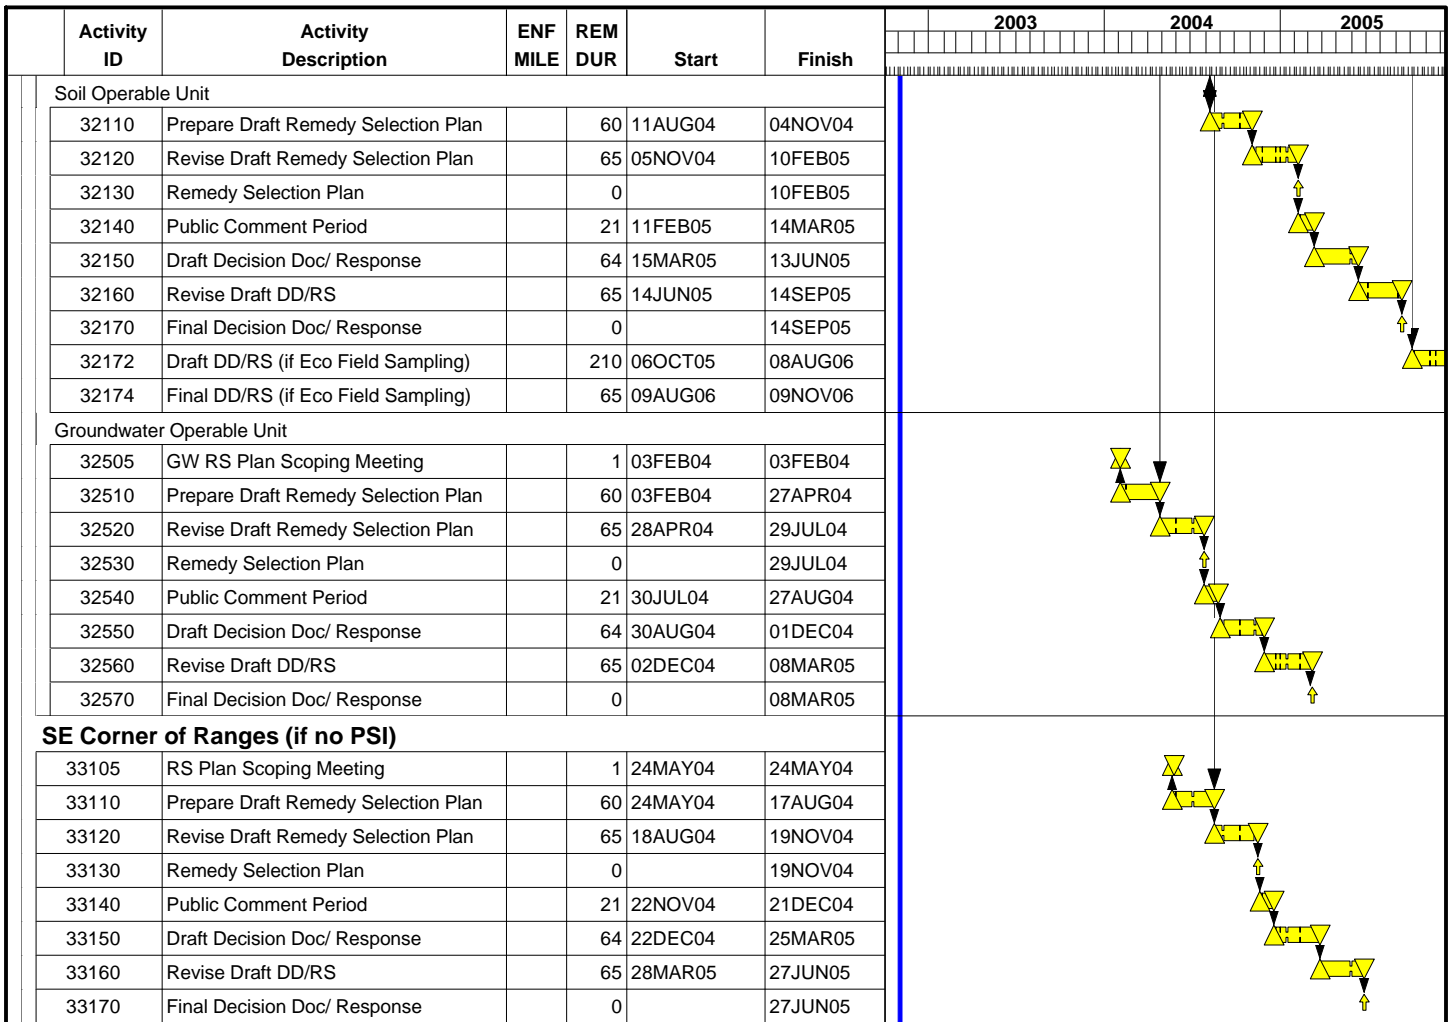 Activity Activity ENF REM 2003 2004 2005
ID Description MILE DUR Start Finish
Soil Operable Unit
32110 Prepare Draft Remedy Selection Plan 60 11AUG04 04NOV04
32120 Revise Draft Remedy Selection Plan 65 05NOV04 10FEB05
32130 Remedy Selection Plan 0 10FEB05
32140 Public Comment Period 21 11FEB05 14MAR05
32150 Draft Decision Doc/ Response 64 15MAR05 13JUN05
32160 Revise Draft DD/RS 65 14JUN05 14SEP05
32170 Final Decision Doc/ Response 0 14SEP05
32172 Draft DD/RS (if Eco Field Sampling) 210 06OCT05 08AUG06
32174 Final DD/RS (if Eco Field Sampling) 65 09AUG06 09NOV06
Groundwater Operable Unit
32505 GW RS Plan Scoping Meeting 1 03FEB04 03FEB04
32510 Prepare Draft Remedy Selection Plan 60 03FEB04 27APR04
32520 Revise Draft Remedy Selection Plan 65 28APR04 29JUL04
32530 Remedy Selection Plan 0 29JUL04
32540 Public Comment Period 21 30JUL04 27AUG04
32550 Draft Decision Doc/ Response 64 30AUG04 01DEC04
32560 Revise Draft DD/RS 65 02DEC04 08MAR05
32570 Final Decision Doc/ Response 0 08MAR05
SE Corner of Ranges (if no PSI)
33105 RS Plan Scoping Meeting 1 24MAY04 24MAY04
33110 Prepare Draft Remedy Selection Plan 60 24MAY04 17AUG04
33120 Revise Draft Remedy Selection Plan 65 18AUG04 19NOV04
33130 Remedy Selection Plan 0 19NOV04
33140 Public Comment Period 21 22NOV04 21DEC04
33150 Draft Decision Doc/ Response 64 22DEC04 25MAR05
33160 Revise Draft DD/RS 65 28MAR05 27JUN05
33170 Final Decision Doc/ Response 0 27JUN05